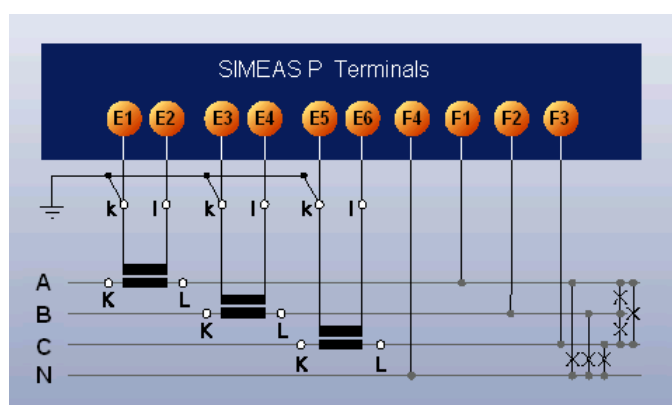 SIMEAS P Terminals
E1 E2 E3 E4 E5 E6 F4 F1 F2 F3
k l k l k l
A
K L
B
K L
C
K L
N